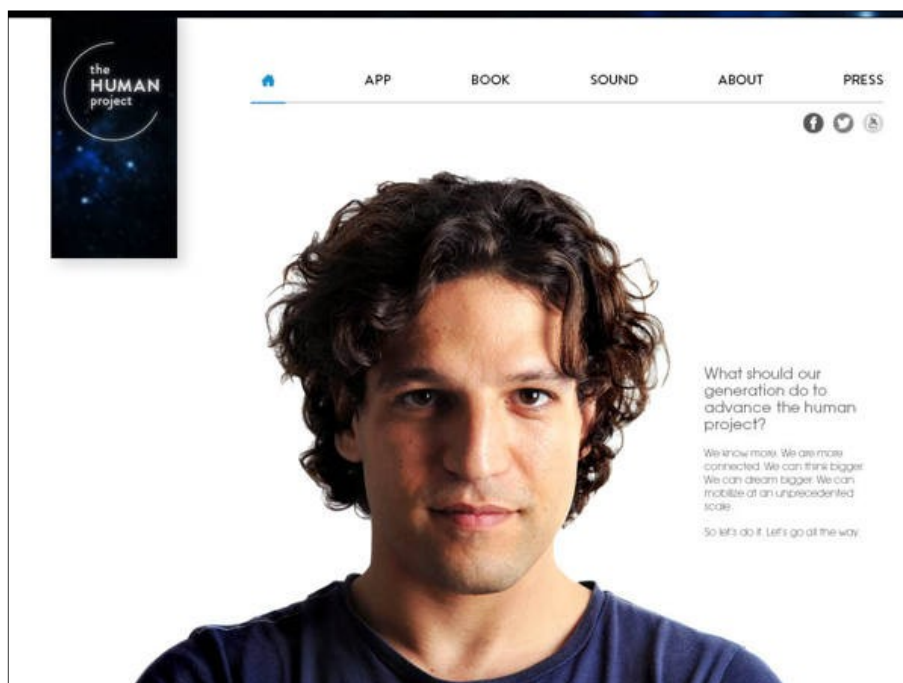 the
HUMAN
project
APP BOOK SOUND ABOUT PRESS
What should our
generation do to
advance the human
project?
We know more. We are more
connected. We can think bigger.
We can dream bigger. We can
mobilize at an unprecedented
scale.
So let's do it. Let's go all the way.